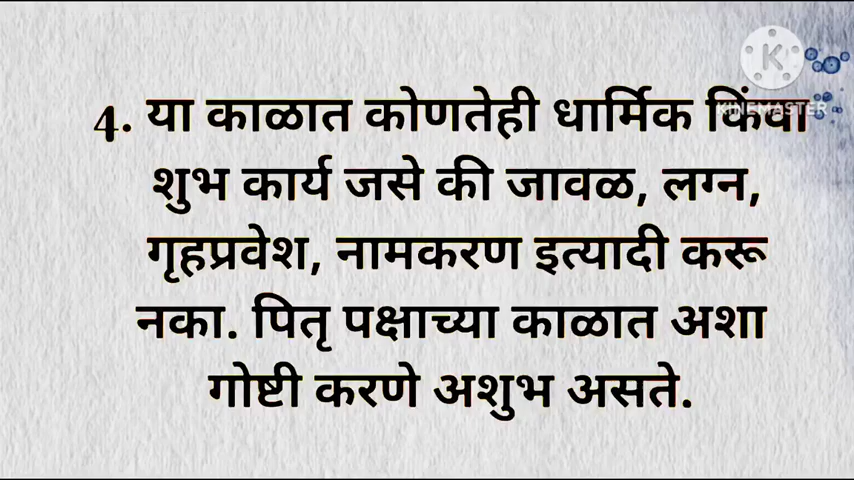 K
KINEMASTER
4. या काळात कोणतेही धार्मिक किंवा
शुभ कार्य जसे की जावळ, लग्न,
गृहप्रवेश, नामकरण इत्यादी करू
नका. पितृ पक्षाच्या काळात अशा
गोष्टी करणे अशुभ असते.